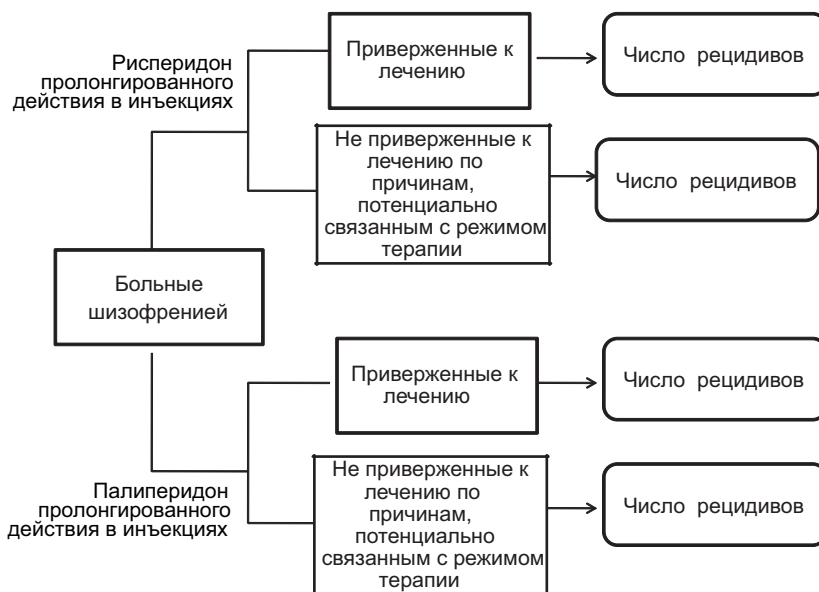 Рисперидон
пролонгированного
действия в инъекциях
Приверженные к
лечению
Число рецидивов
Не приверженные к
лечению по
причинам,
потенциально
связанным с режимом
терапии
Число рецидивов
Больные
шизофренией
Приверженные к
лечению
Число рецидивов
Палиперидон
пролонгированного
действия в инъекциях
Не приверженные к
лечению по
причинам,
потенциально
связанным с режимом
терапии
Число рецидивов